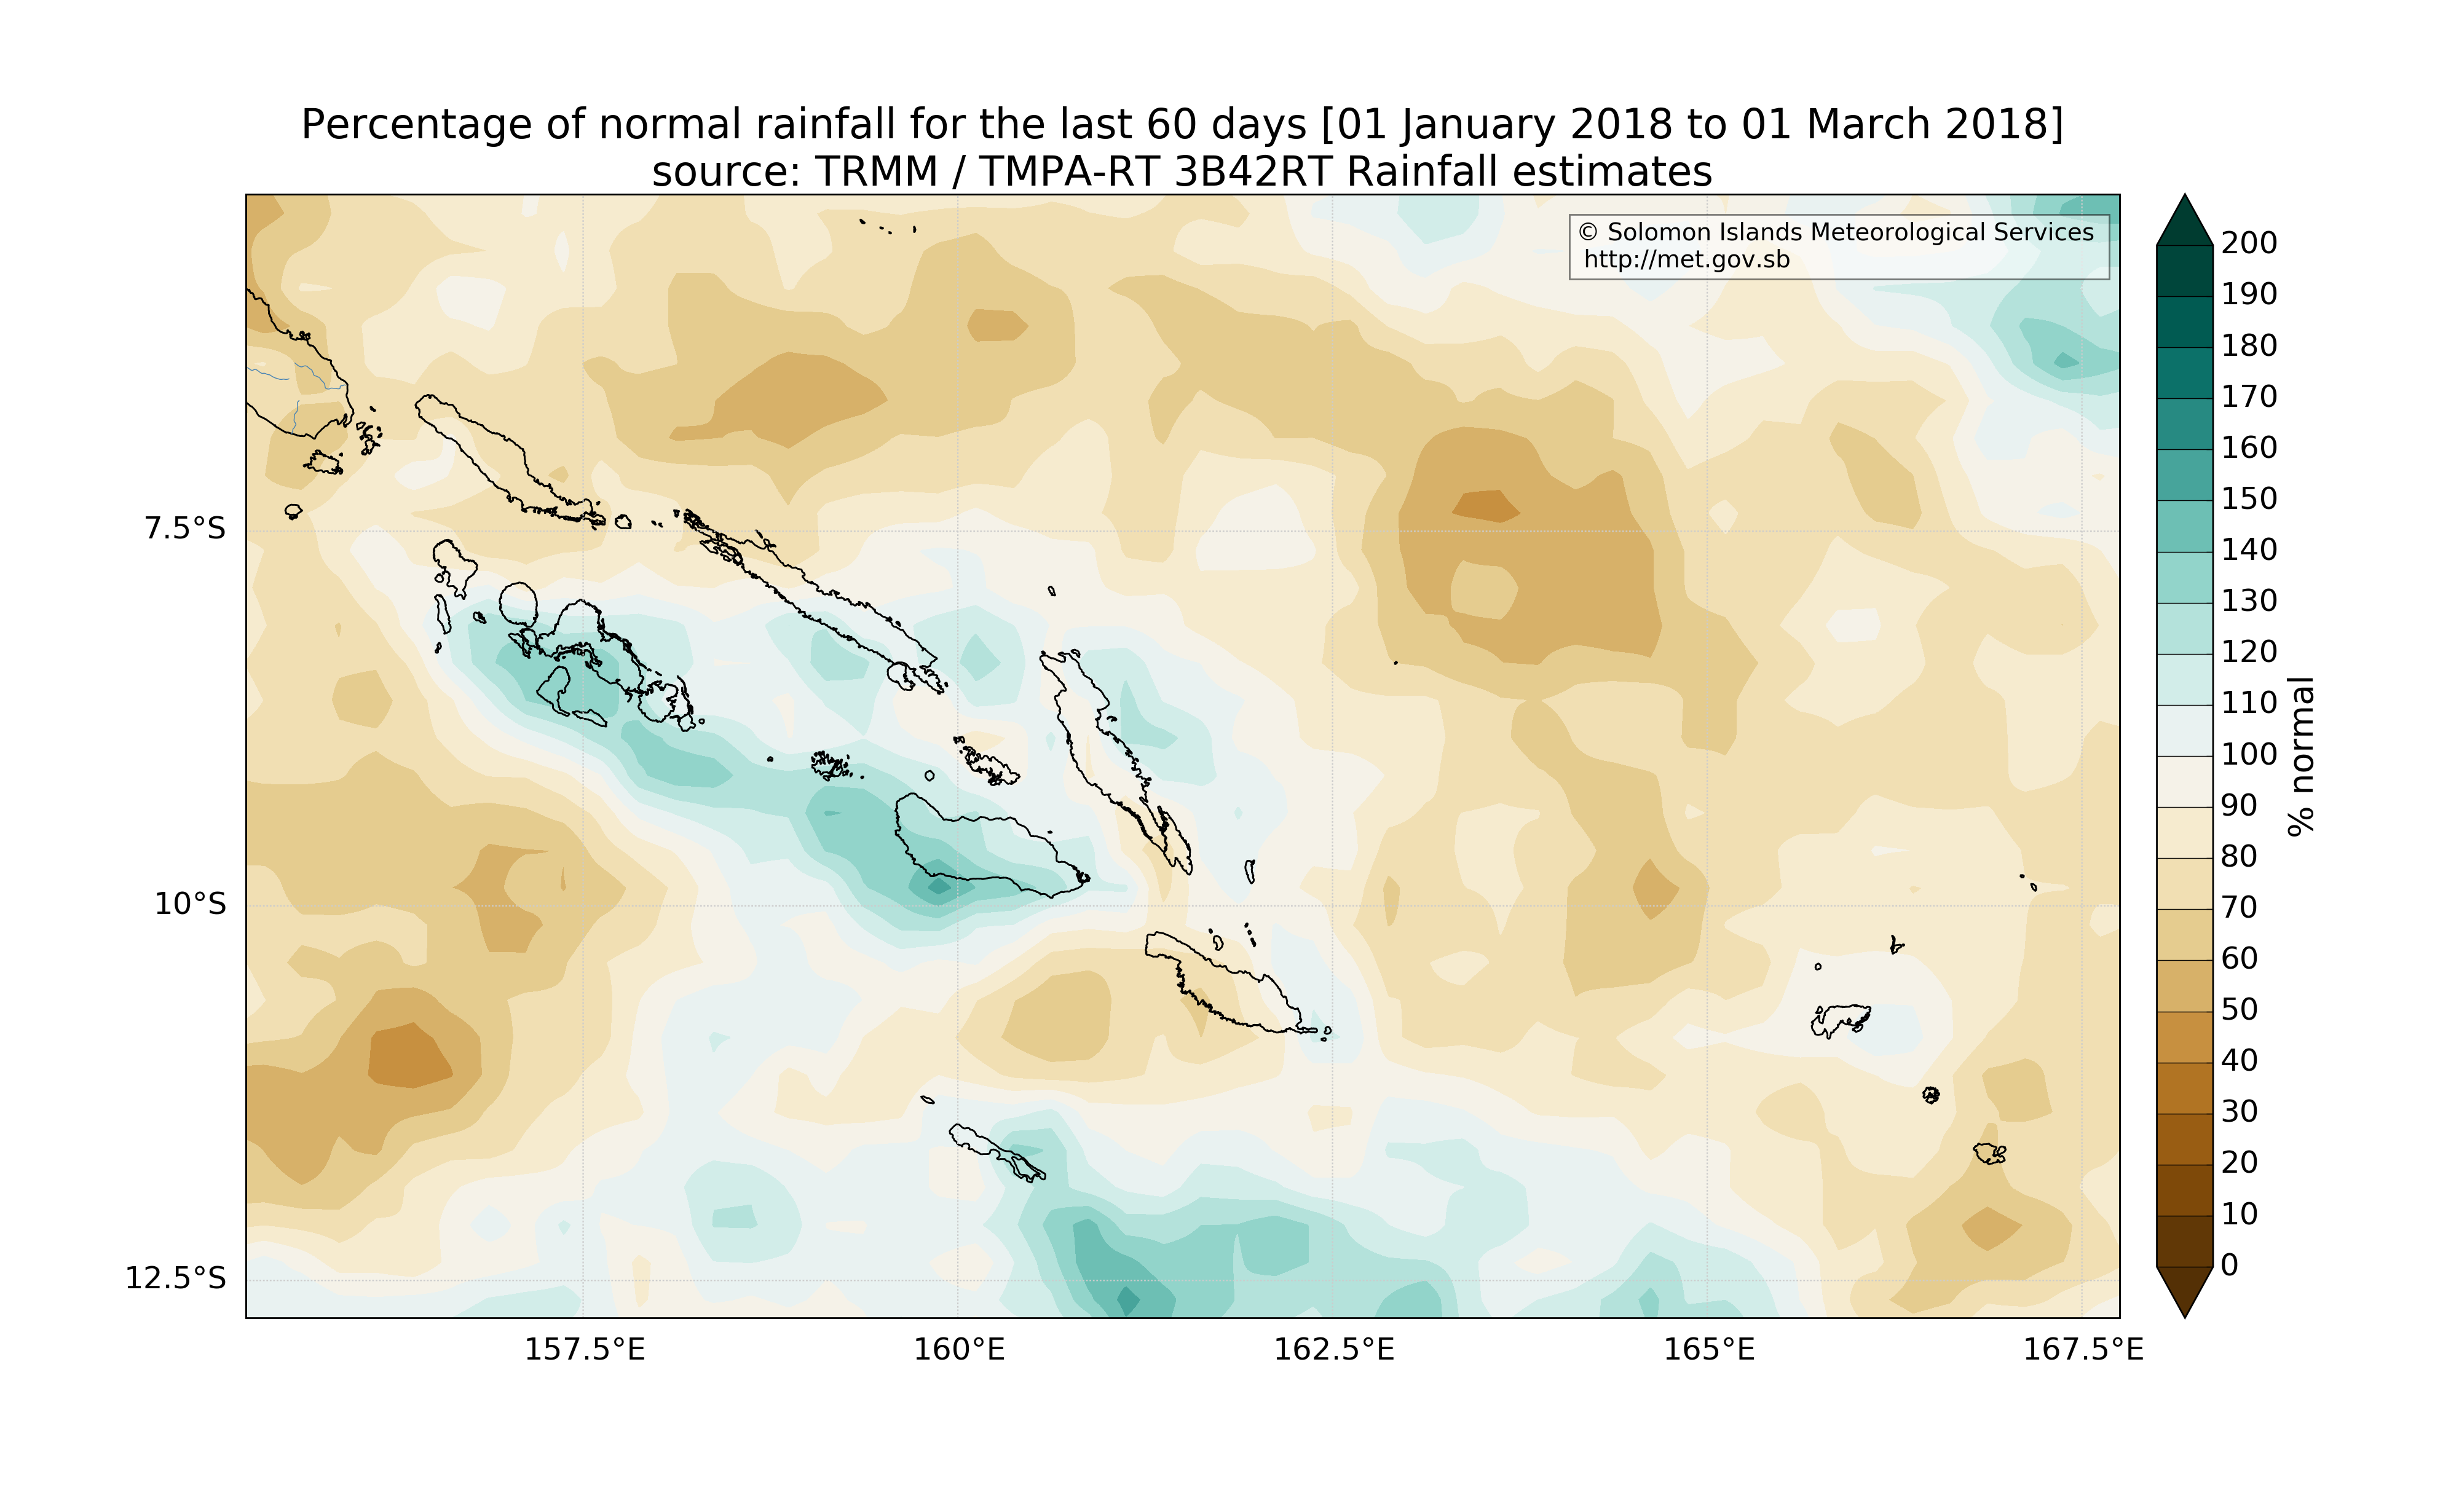 Percentage of normal rainfall for the last 60 days [01 January 2018 to 01 March 2018]
source: TRMM / TMPA-RT 3B42RT Rainfall estimates
© Solomon Islands Meteorological Services
http://met.gov.sb
7.5°S
10°S
12.5°S
157.5°E
160°E
162.5°E
165°E
167.5°E
200
190
180
170
160
150
140
130
120
110
100
90
80
70
60
50
40
30
20
10
0
% normal